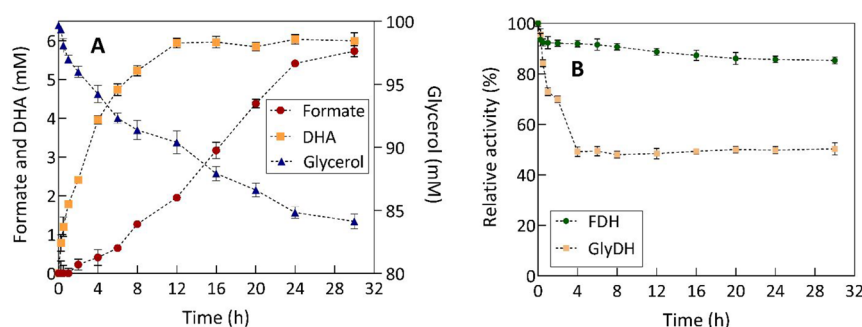 A
Formate and DHA (mM)
6
5
4
3
2
1
0
100
95
90
85
80
Glycerol (mM)
Formate
DHA
Glycerol
0 4 8 12 16 20 24 28 32
Time (h)
B
Relative activity (%)
100
80
60
40
20
0
FDH
GlyDH
0 4 8 12 16 20 24 28 32
Time (h)